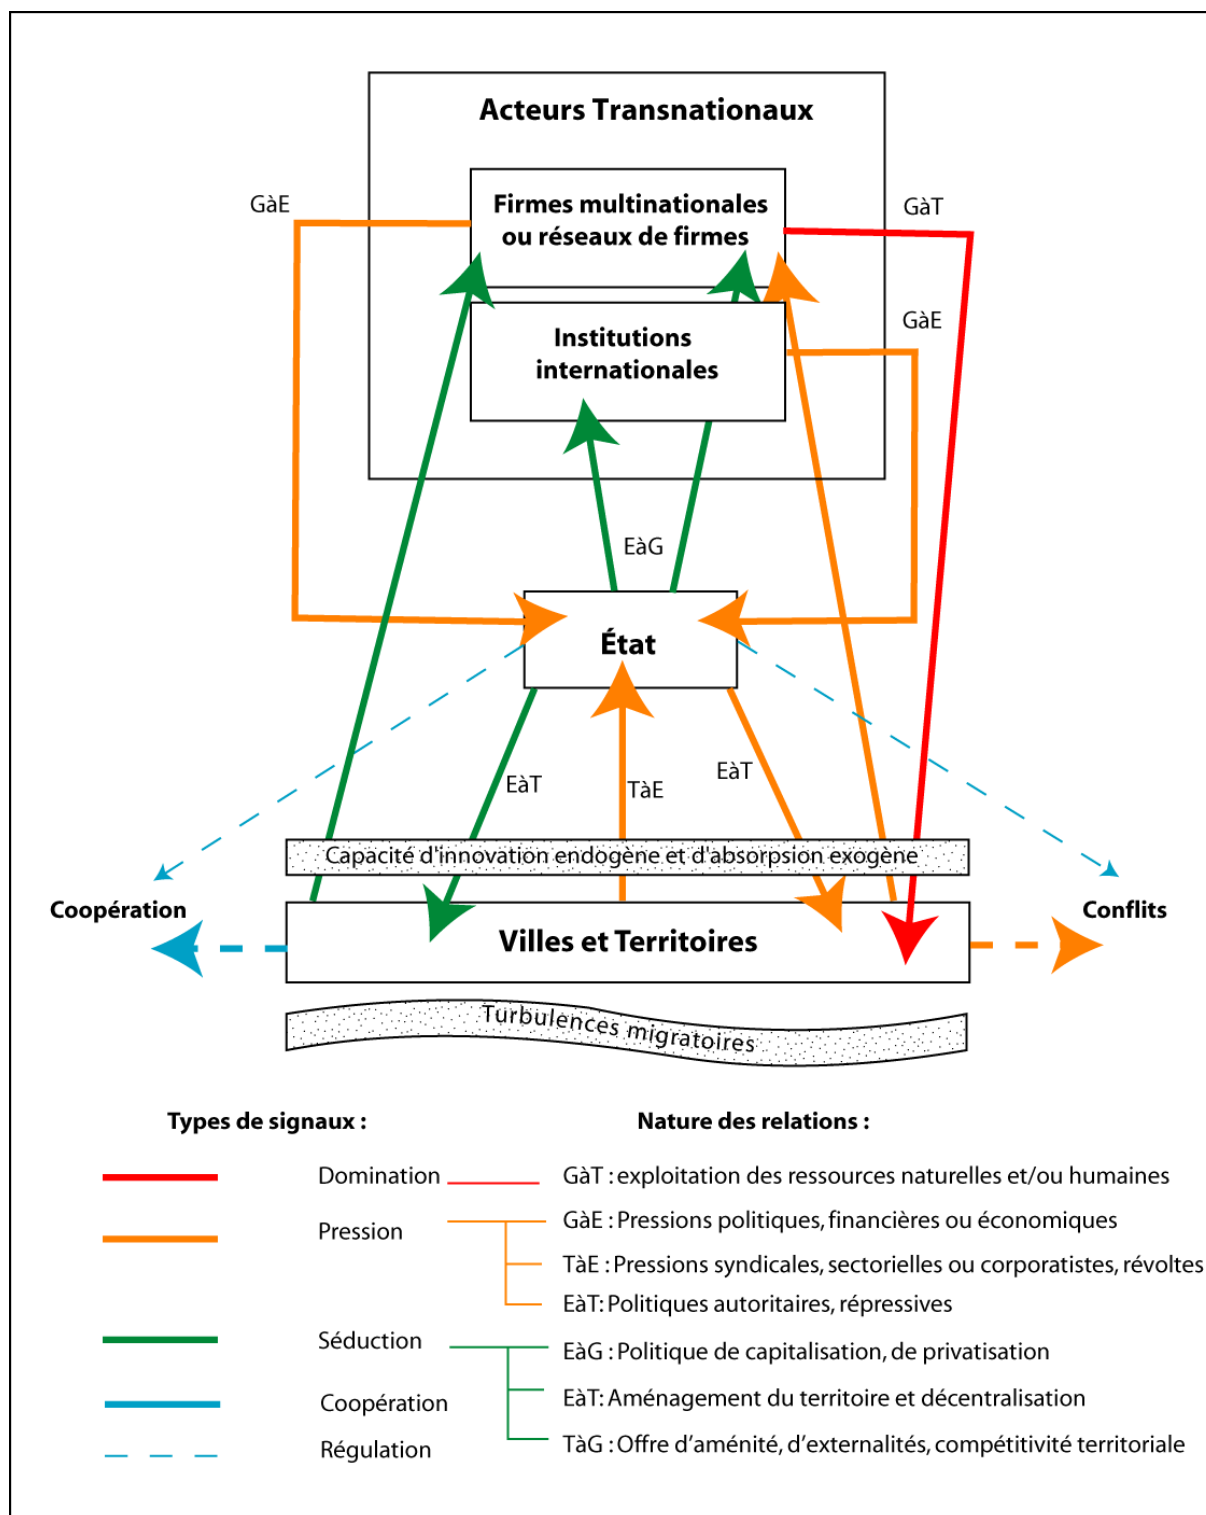 Acteurs Transnationaux
GàE
Firmes multinationales
ou réseaux de firmes
GàT
Institutions
internationales
GàE
EàG
État
EàT
TàE
EàT
Capacité d'innovation endogène et d'absorpsion exogène
Coopération
Villes et Territoires
Conflits
Turbulences migratoires
Types de signaux :
Nature des relations :
Domination
GàT : exploitation des ressources naturelles et/ou humaines
Pression
GàE : Pressions politiques, financières ou économiques
TàE : Pressions syndicales, sectorielles ou corporatistes, révoltes
EàT: Politiques autoritaires, répressives
Séduction
EàG : Politique de capitalisation, de privatisation
EàT: Aménagement du territoire et décentralisation
Coopération
TàG : Offre d'aménité, d'externalités, compétitivité territoriale
Régulation